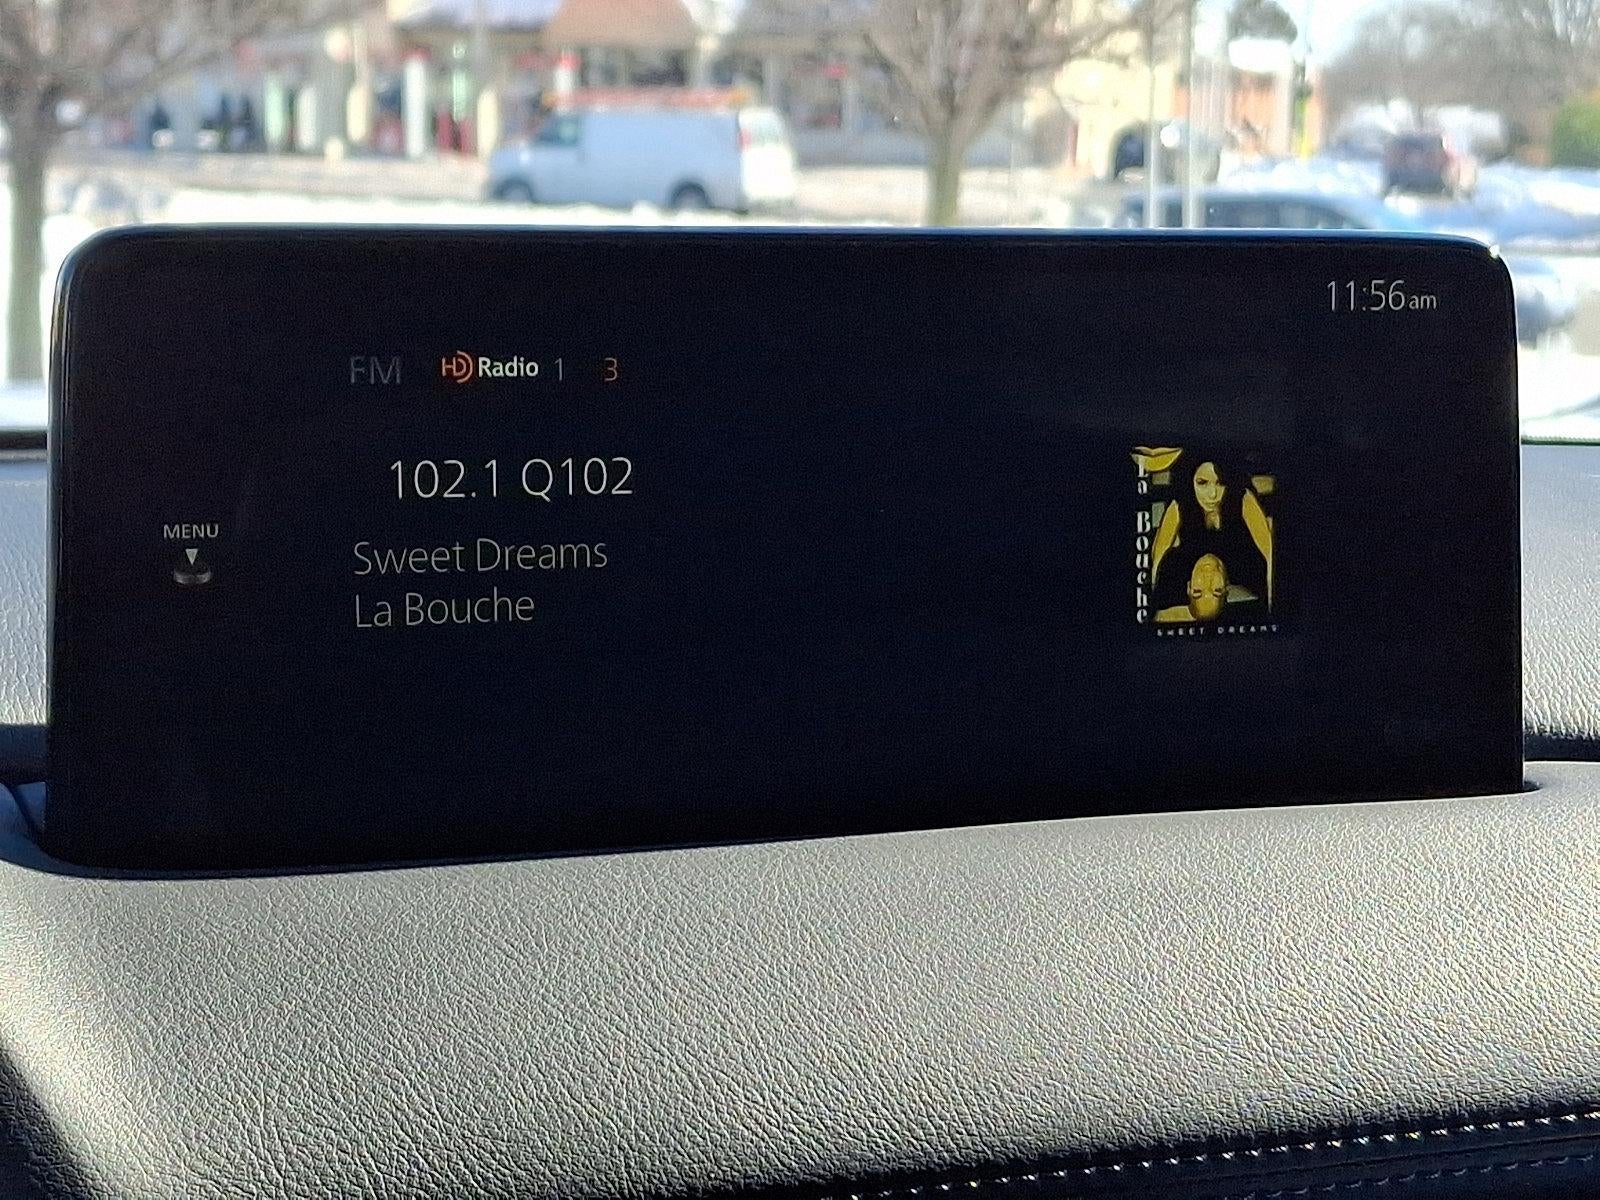 11:56am
FM HD Radio 1 3
102.1 Q102
MENU
Sweet Dreams
La Bouche
La Bouche
SWEET DREAMS